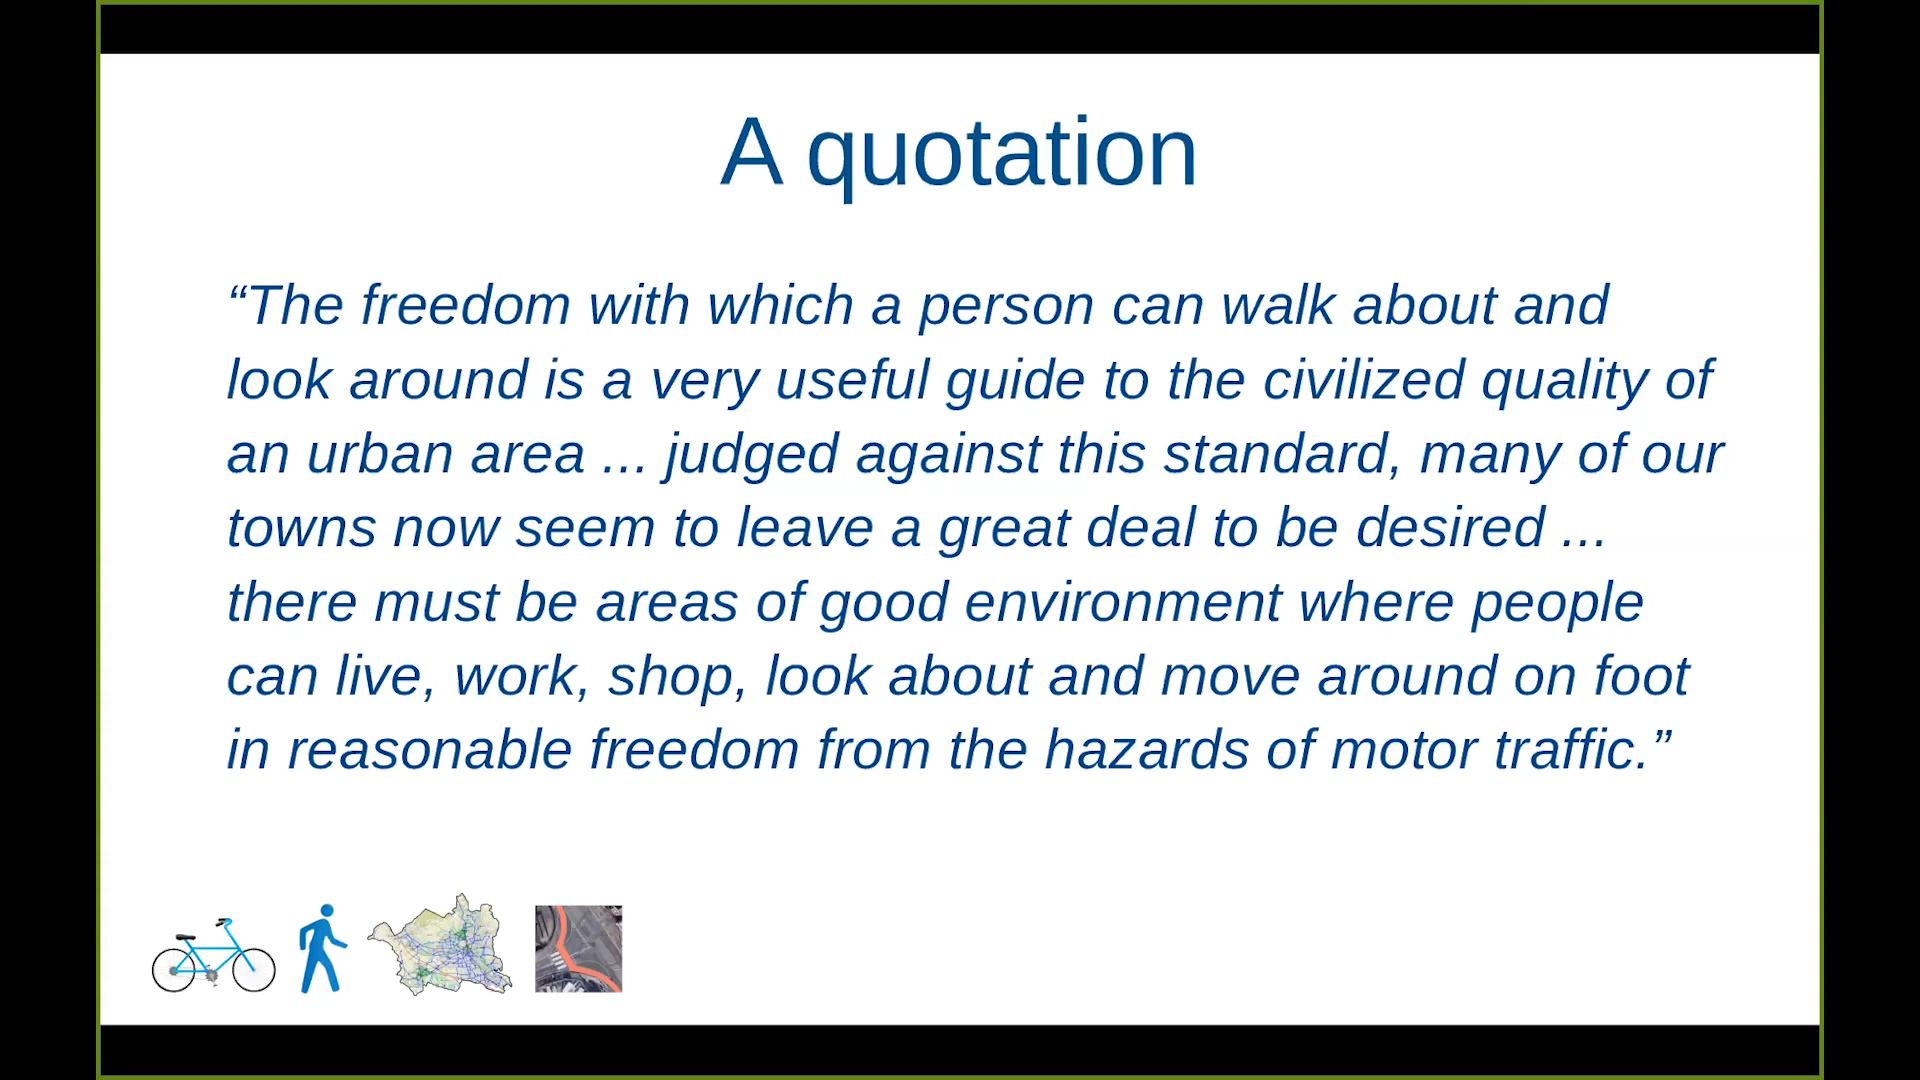 A quotation
“The freedom with which a person can walk about and
look around is a very useful guide to the civilized quality of
an urban area ... judged against this standard, many of our
towns now seem to leave a great deal to be desired ...
there must be areas of good environment where people
can live, work, shop, look about and move around on foot
in reasonable freedom from the hazards of motor traffic.”